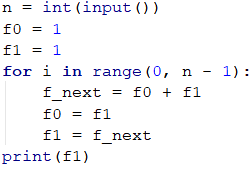 n = int(input())
f0 = 1
f1 = 1
for i in range(0, n - 1):
    f_next = f0 + f1
    f0 = f1
    f1 = f_next
print(f1)